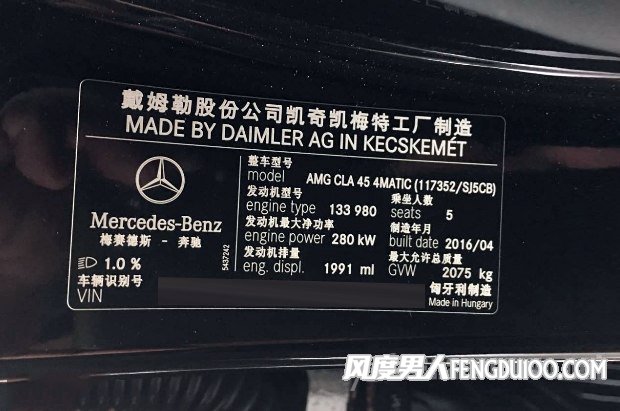 戴姆勒股份公司凯奇凯梅特工厂制造
MADE BY DAIMLER AG IN KECSKEMÉT
整车型号
model AMG CLA 45 4MATIC (117352/SJ5CB)
发动机型号 乘坐人数
engine type 133 980 seats 5
发动机最大净功率 制造年月
engine power 280 kW built date 2016/04
发动机排量 最大允许总质量
eng. displ. 1991 ml GVW 2075 kg
Mercedes-Benz
梅赛德斯－奔驰
1.0 %
5437242
车辆识别号
VIN
匈牙利制造
Made in Hungary
风度男人FENGDU100.COM